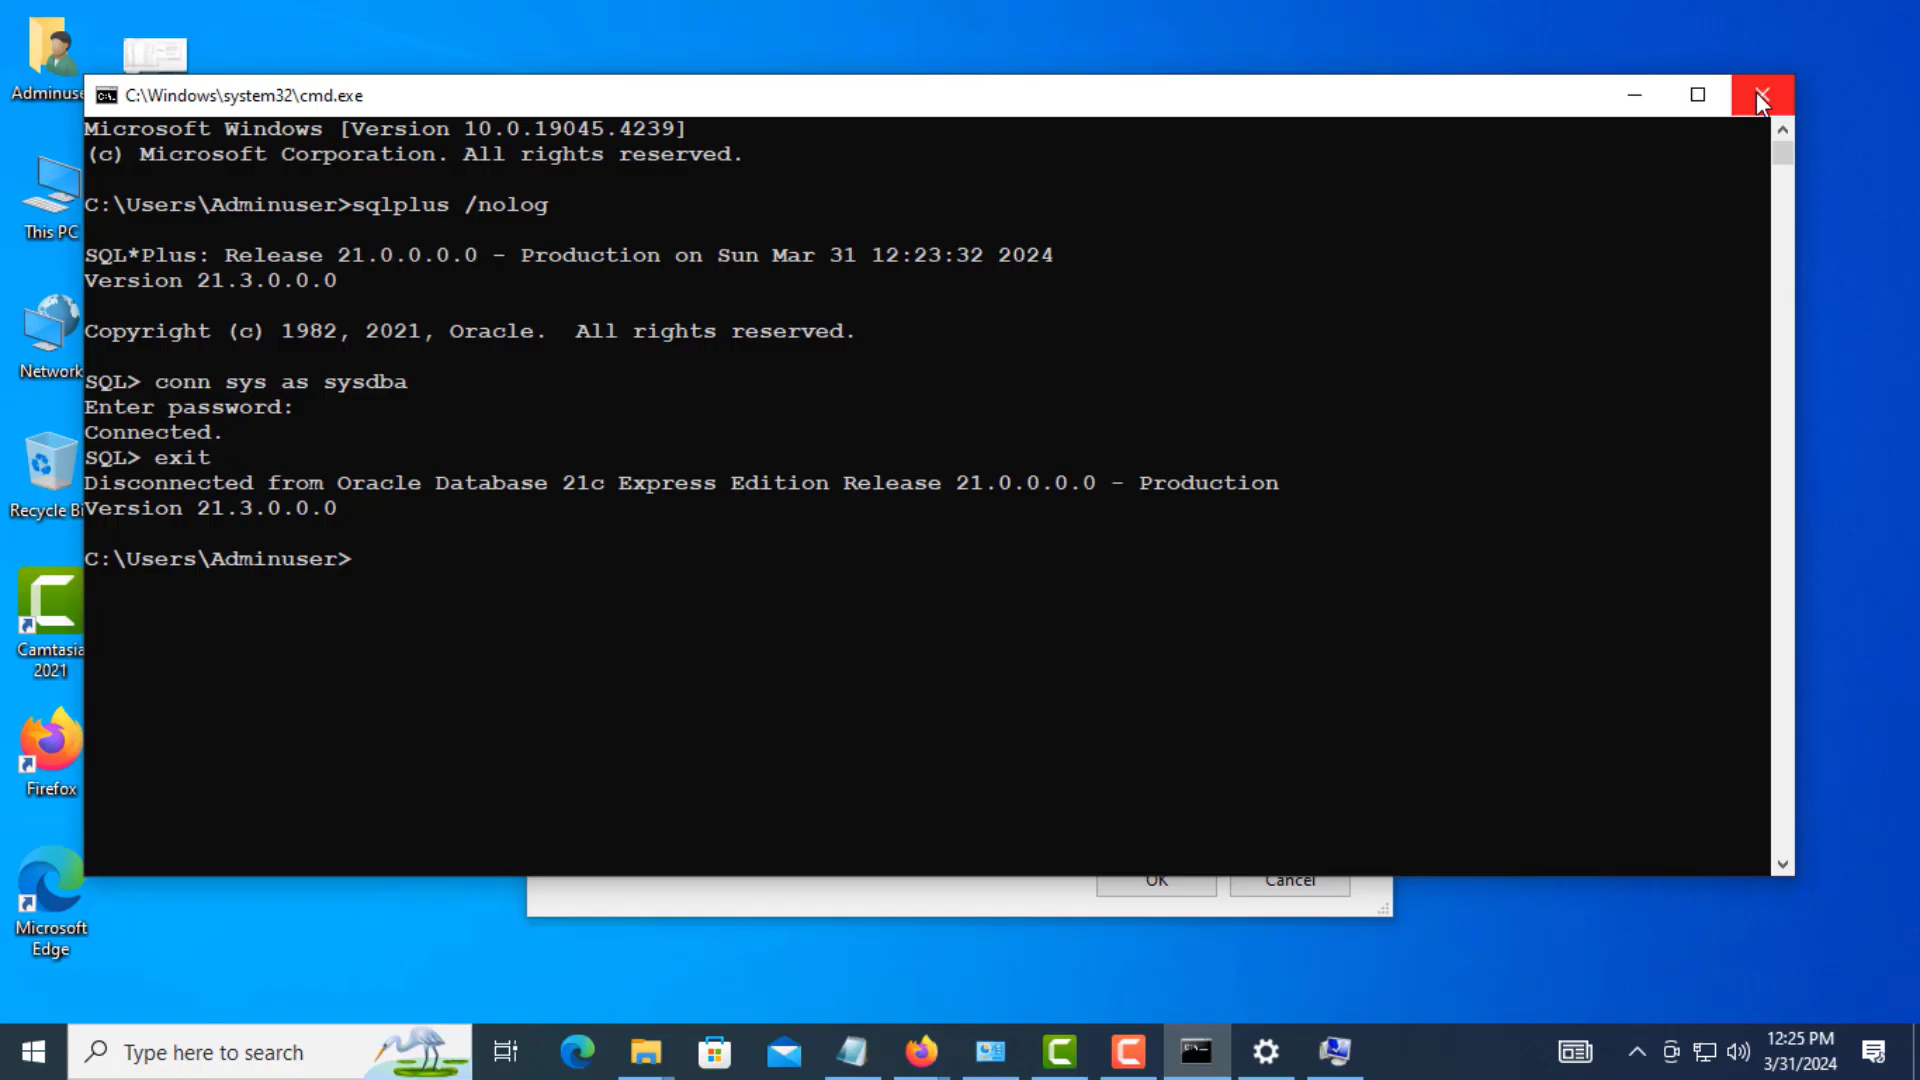 Adminuse
This PC
Network
Recycle Bi
Camtasia
2021
Firefox
Microsoft
Edge
C:\Windows\system32\cmd.exe
Microsoft Windows [Version 10.0.19045.4239]
(c) Microsoft Corporation. All rights reserved.
C:\Users\Adminuser>sqlplus /nolog
SQL*Plus: Release 21.0.0.0.0 - Production on Sun Mar 31 12:23:32 2024
Version 21.3.0.0.0
Copyright (c) 1982, 2021, Oracle.  All rights reserved.
SQL> conn sys as sysdba
Enter password:
Connected.
SQL> exit
Disconnected from Oracle Database 21c Express Edition Release 21.0.0.0.0 - Production
Version 21.3.0.0.0
C:\Users\Adminuser>
OK Cancel
Type here to search
12:25 PM
3/31/2024